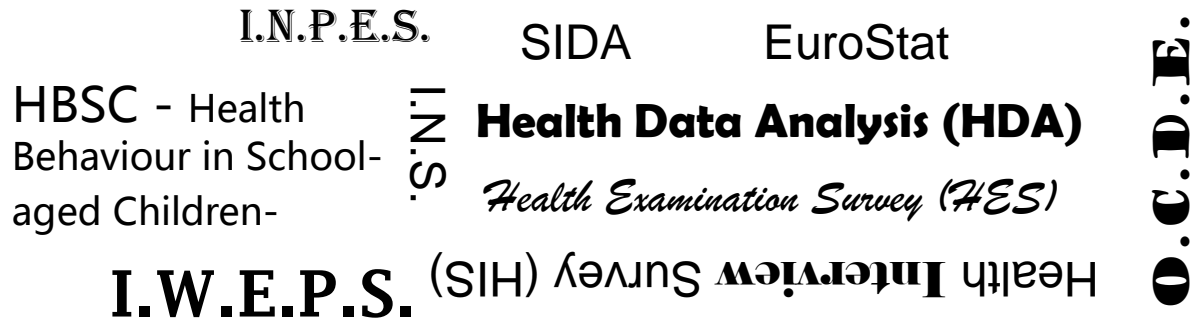 I.N.P.E.S.
SIDA
EuroStat
HBSC - Health
Behaviour in School-
aged Children-
I.N.S.
Health Data Analysis (HDA)
Health Examination Survey (HES)
Health Interview Survey (HIS)
I.W.E.P.S.
O.C.D.E.